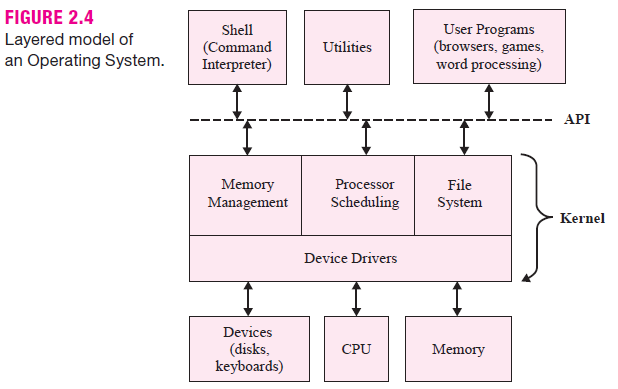 FIGURE 2.4
Layered model of
an Operating System.
Shell
(Command
Interpreter)
Utilities
User Programs
(browsers, games,
word processing)
API
Memory
Management
Processor
Scheduling
File
System
Kernel
Device Drivers
Devices
(disks,
keyboards)
CPU
Memory